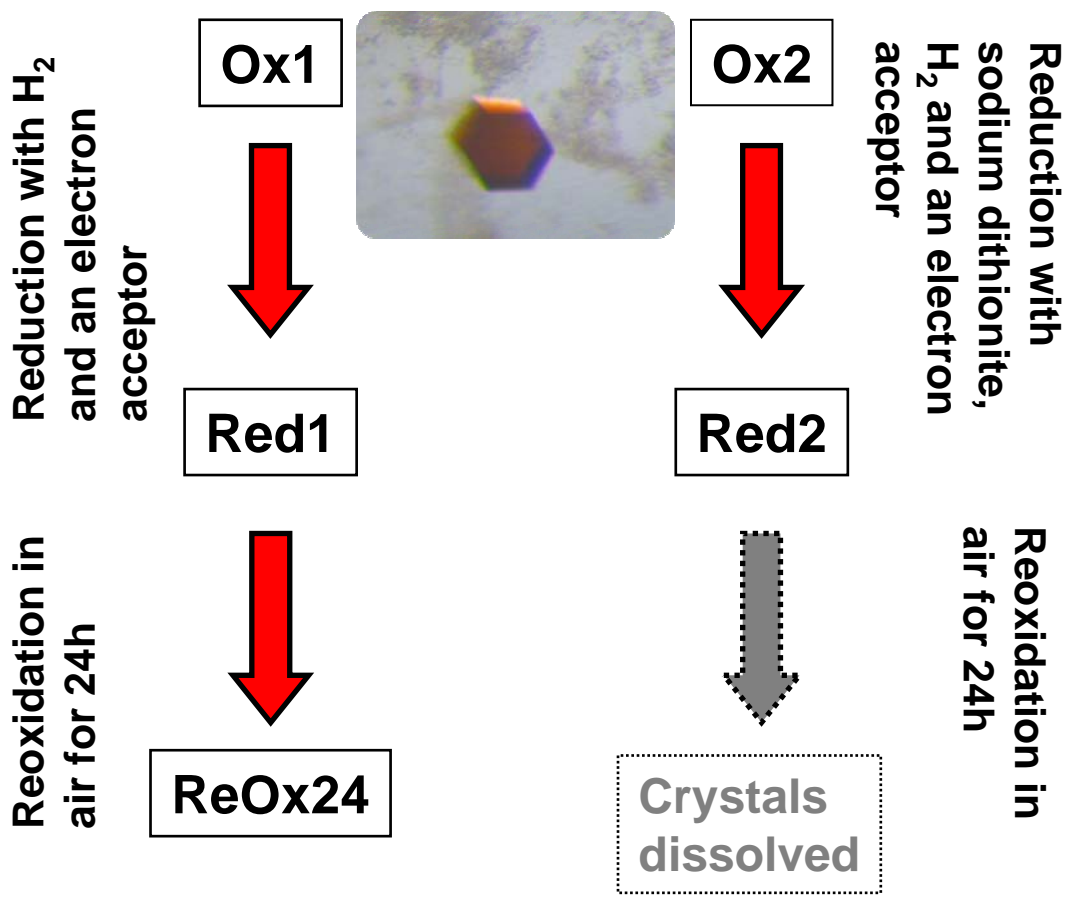 Ox1
Ox2
Reduction with H₂
and an electron
acceptor
Reduction with
sodium dithionite,
H₂ and an electron
acceptor
Red1
Red2
Reoxidation in
air for 24h
Reoxidation in
air for 24h
ReOx24
Crystals
dissolved